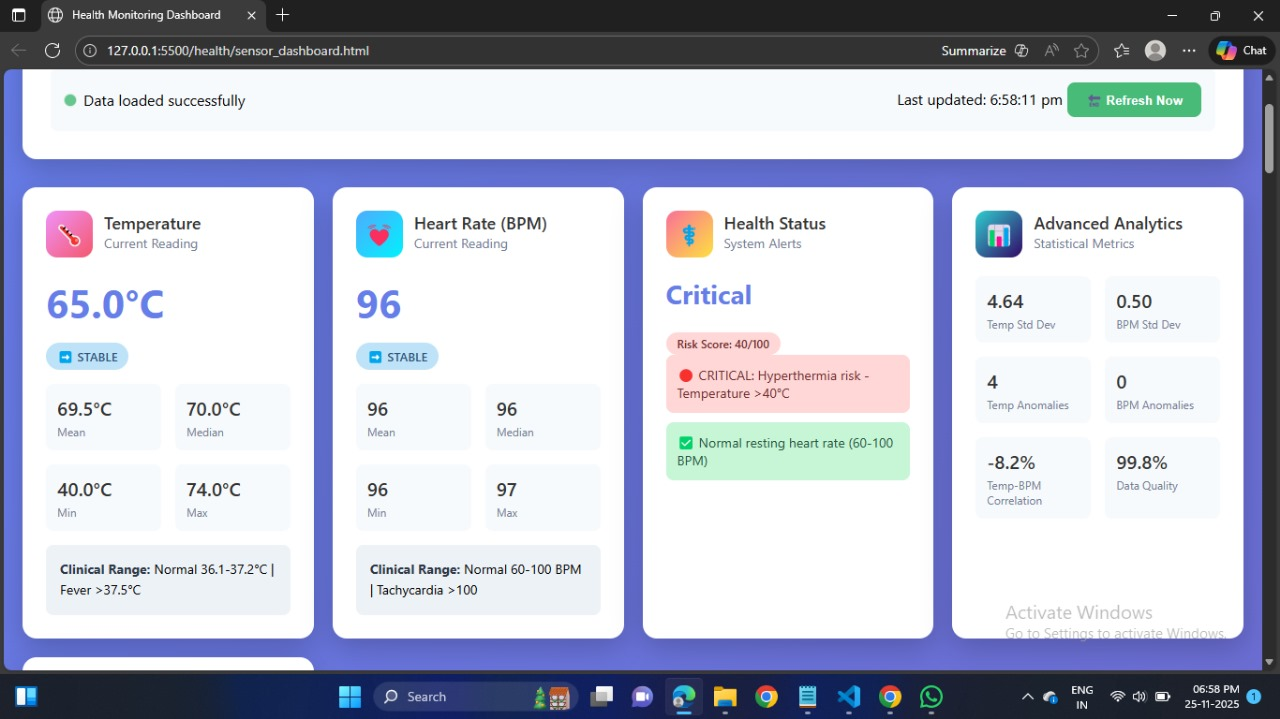 Health Monitoring Dashboard
127.0.0.1:5500/health/sensor_dashboard.html
Summarize
Chat
Data loaded successfully
Last updated: 6:58:11 pm
Refresh Now
Temperature
Current Reading
65.0°C
STABLE
69.5°C
Mean
70.0°C
Median
40.0°C
Min
74.0°C
Max
Clinical Range: Normal 36.1-37.2°C |
Fever >37.5°C
Heart Rate (BPM)
Current Reading
96
STABLE
96
Mean
96
Median
96
Min
97
Max
Clinical Range: Normal 60-100 BPM
| Tachycardia >100
Health Status
System Alerts
Critical
Risk Score: 40/100
CRITICAL: Hyperthermia risk -
Temperature >40°C
Normal resting heart rate (60-100
BPM)
Advanced Analytics
Statistical Metrics
4.64
Temp Std Dev
0.50
BPM Std Dev
4
Temp Anomalies
0
BPM Anomalies
-8.2%
Temp-BPM
Correlation
99.8%
Data Quality
Activate Windows
Go to Settings to activate Windows.
Search
ENG
IN
06:58 PM
25-11-2025
1